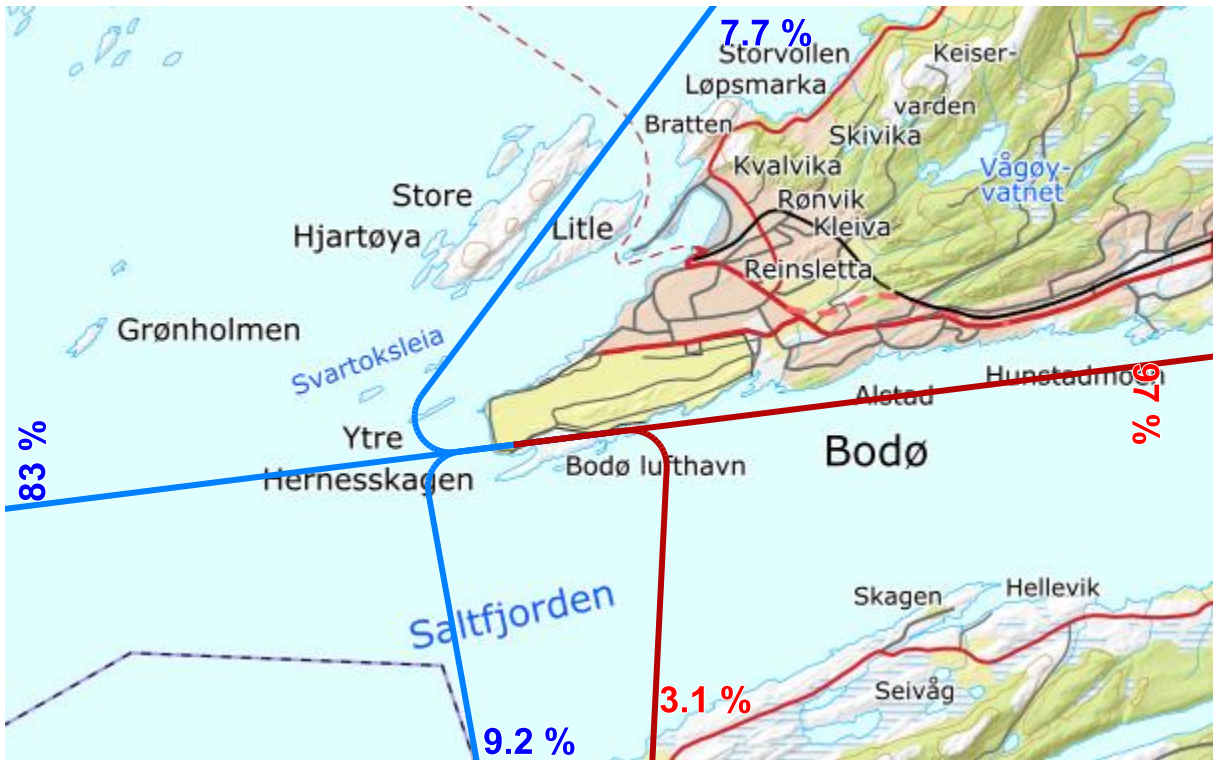 7.7 %
Storvollen
Keiser-
varden
Løpsmarka
Bratten
Skivika
Kvalvika
Vågøy-
vatnet
Store
Hjartøya
Litle
Rønvik
Kleiva
Reinsletta
Grønholmen
Svartoksleia
Hunstadmoen
97 %
Alstad
Ytre
Hernesskagen
83 %
Bodø lufthavn
Bodø
Saltfjorden
Skagen
Hellevik
Seivåg
3.1 %
9.2 %